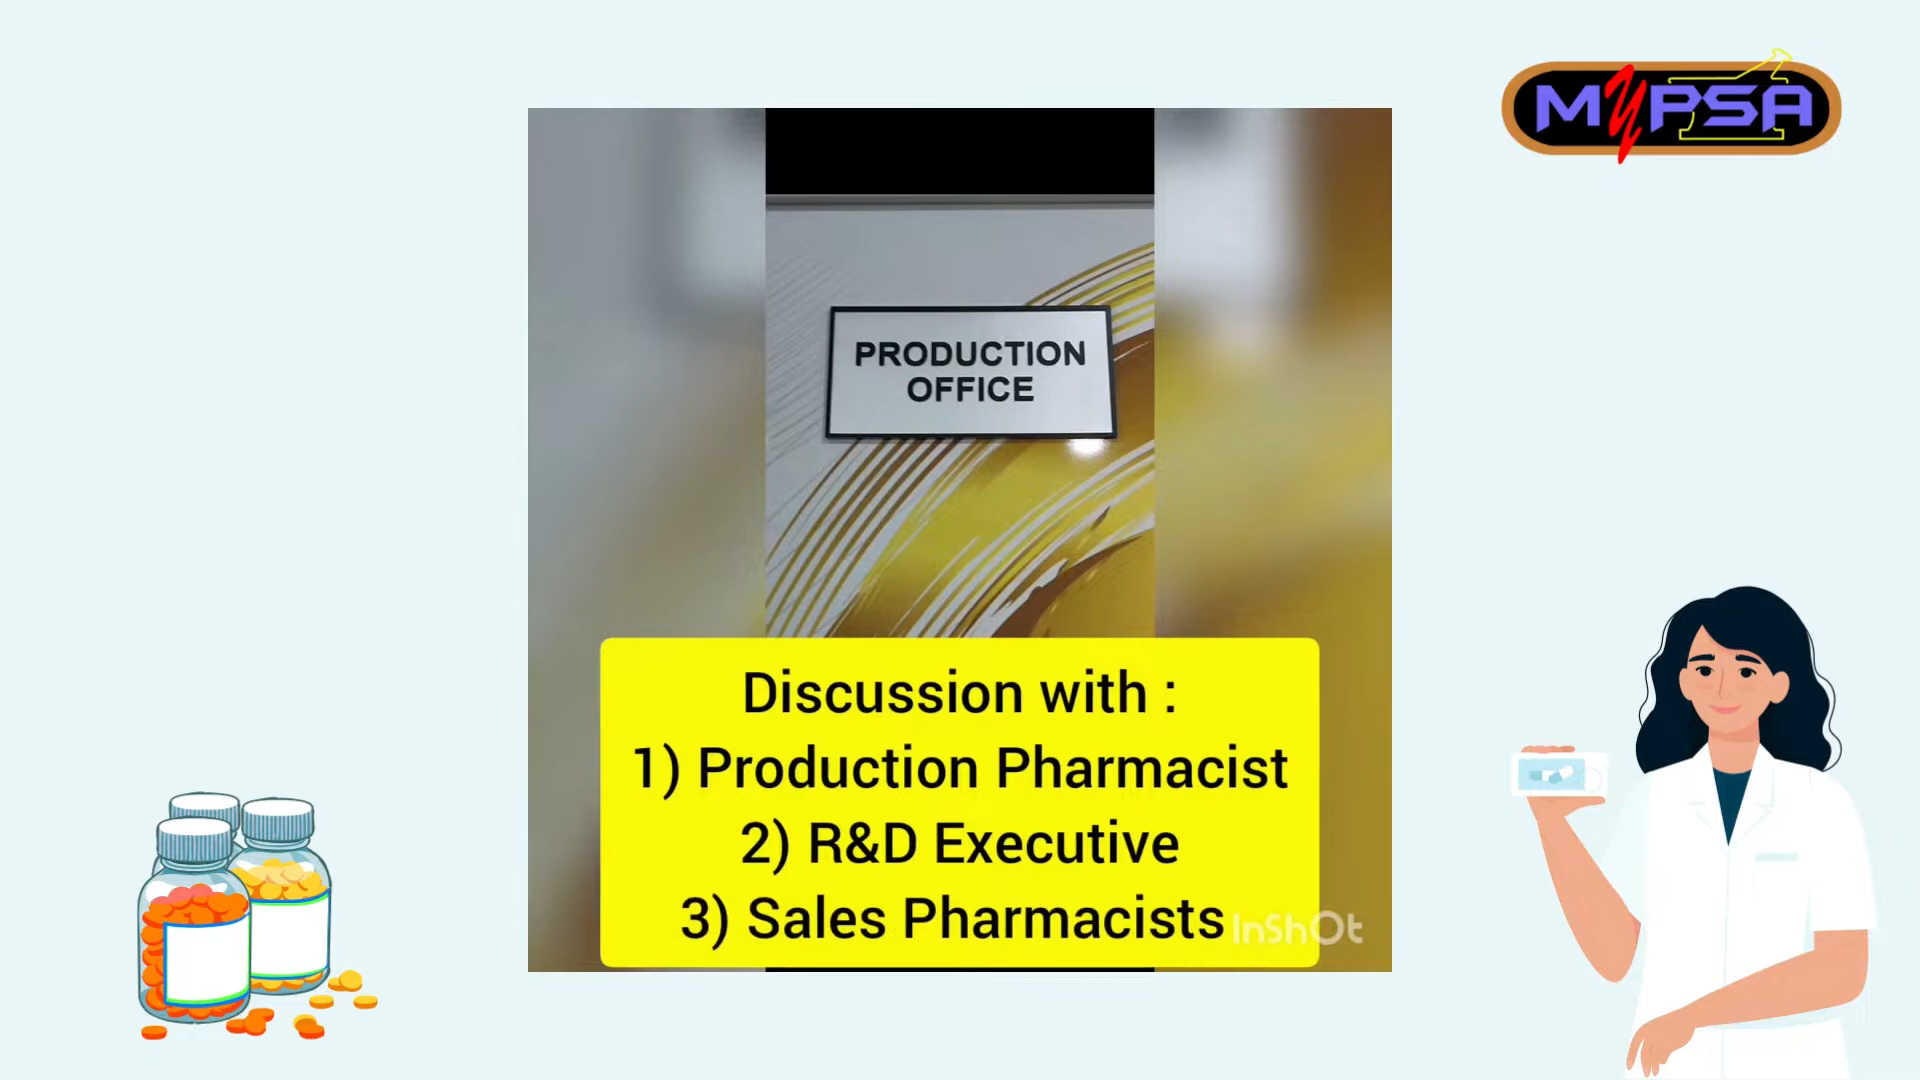 MYPSA
PRODUCTION
OFFICE
Discussion with :
1) Production Pharmacist
2) R&D Executive
3) Sales Pharmacists
InShOt